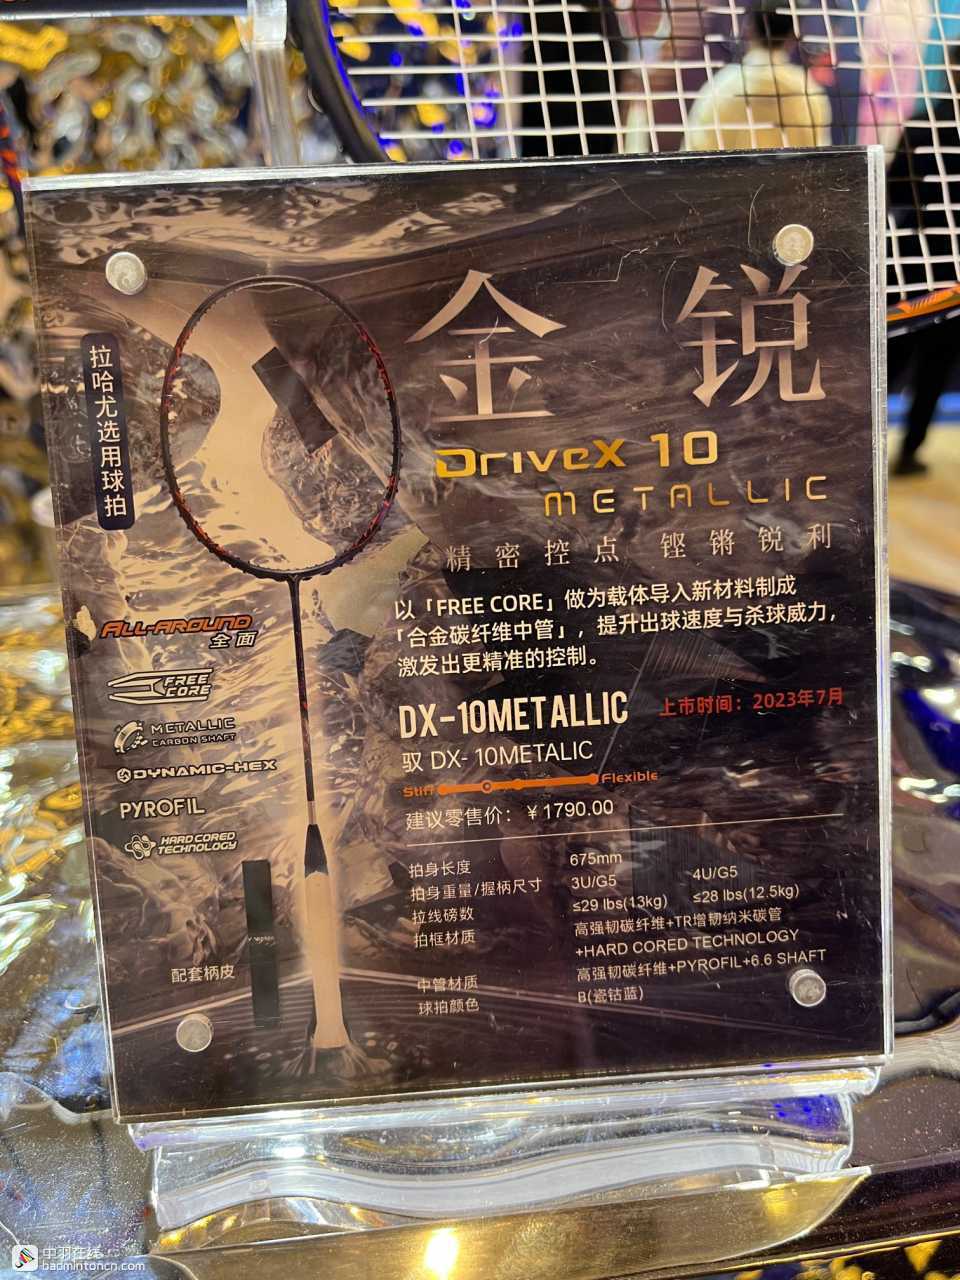 拉哈尤选用球拍
金 锐
DriveX 10
METALLIC
精密控点 铿锵锐利
以「FREE CORE」做为载体导入新材料制成
「合金碳纤维中管」，提升出球速度与杀球威力，
激发出更精准的控制。
ALL-AROUND
全面
FREE
CORE
METALLIC
CARBON SHAFT
DYNAMIC-HEX
PYROFIL
HARD CORED
TECHNOLOGY
DX-10METALLIC
上市时间：2023年7月
驭 DX- 10METALIC
Stiff Flexible
建议零售价：￥1790.00
拍身长度 675mm
拍身重量/握柄尺寸 3U/G5 4U/G5
拉线磅数 ≤29 lbs(13kg) ≤28 lbs(12.5kg)
拍框材质 高强韧碳纤维+TR增韧纳米碳管
+HARD CORED TECHNOLOGY
中管材质 高强韧碳纤维+PYROFIL+6.6 SHAFT
球拍颜色 B(瓷钴蓝)
配套柄皮
中羽在线
badmintoncn.com